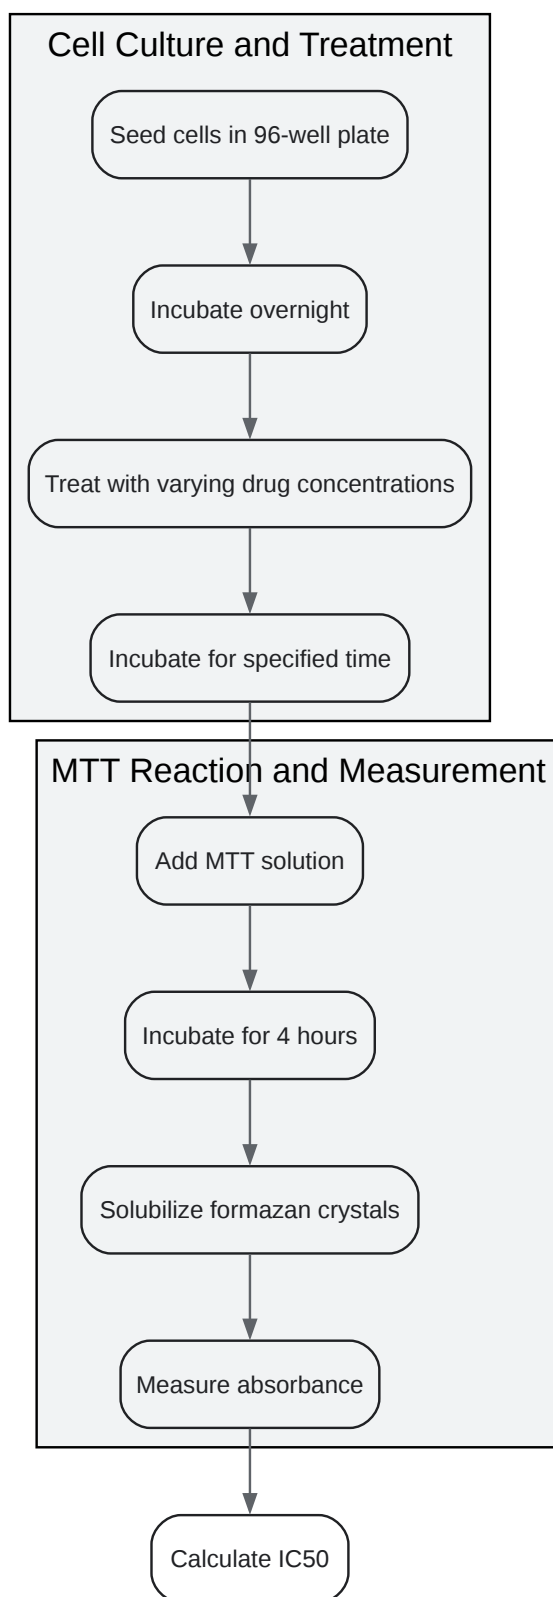 Cell Culture and Treatment
Seed cells in 96-well plate
Incubate overnight
Treat with varying drug concentrations
Incubate for specified time
MTT Reaction and Measurement
Add MTT solution
Incubate for 4 hours
Solubilize formazan crystals
Measure absorbance
Calculate IC50